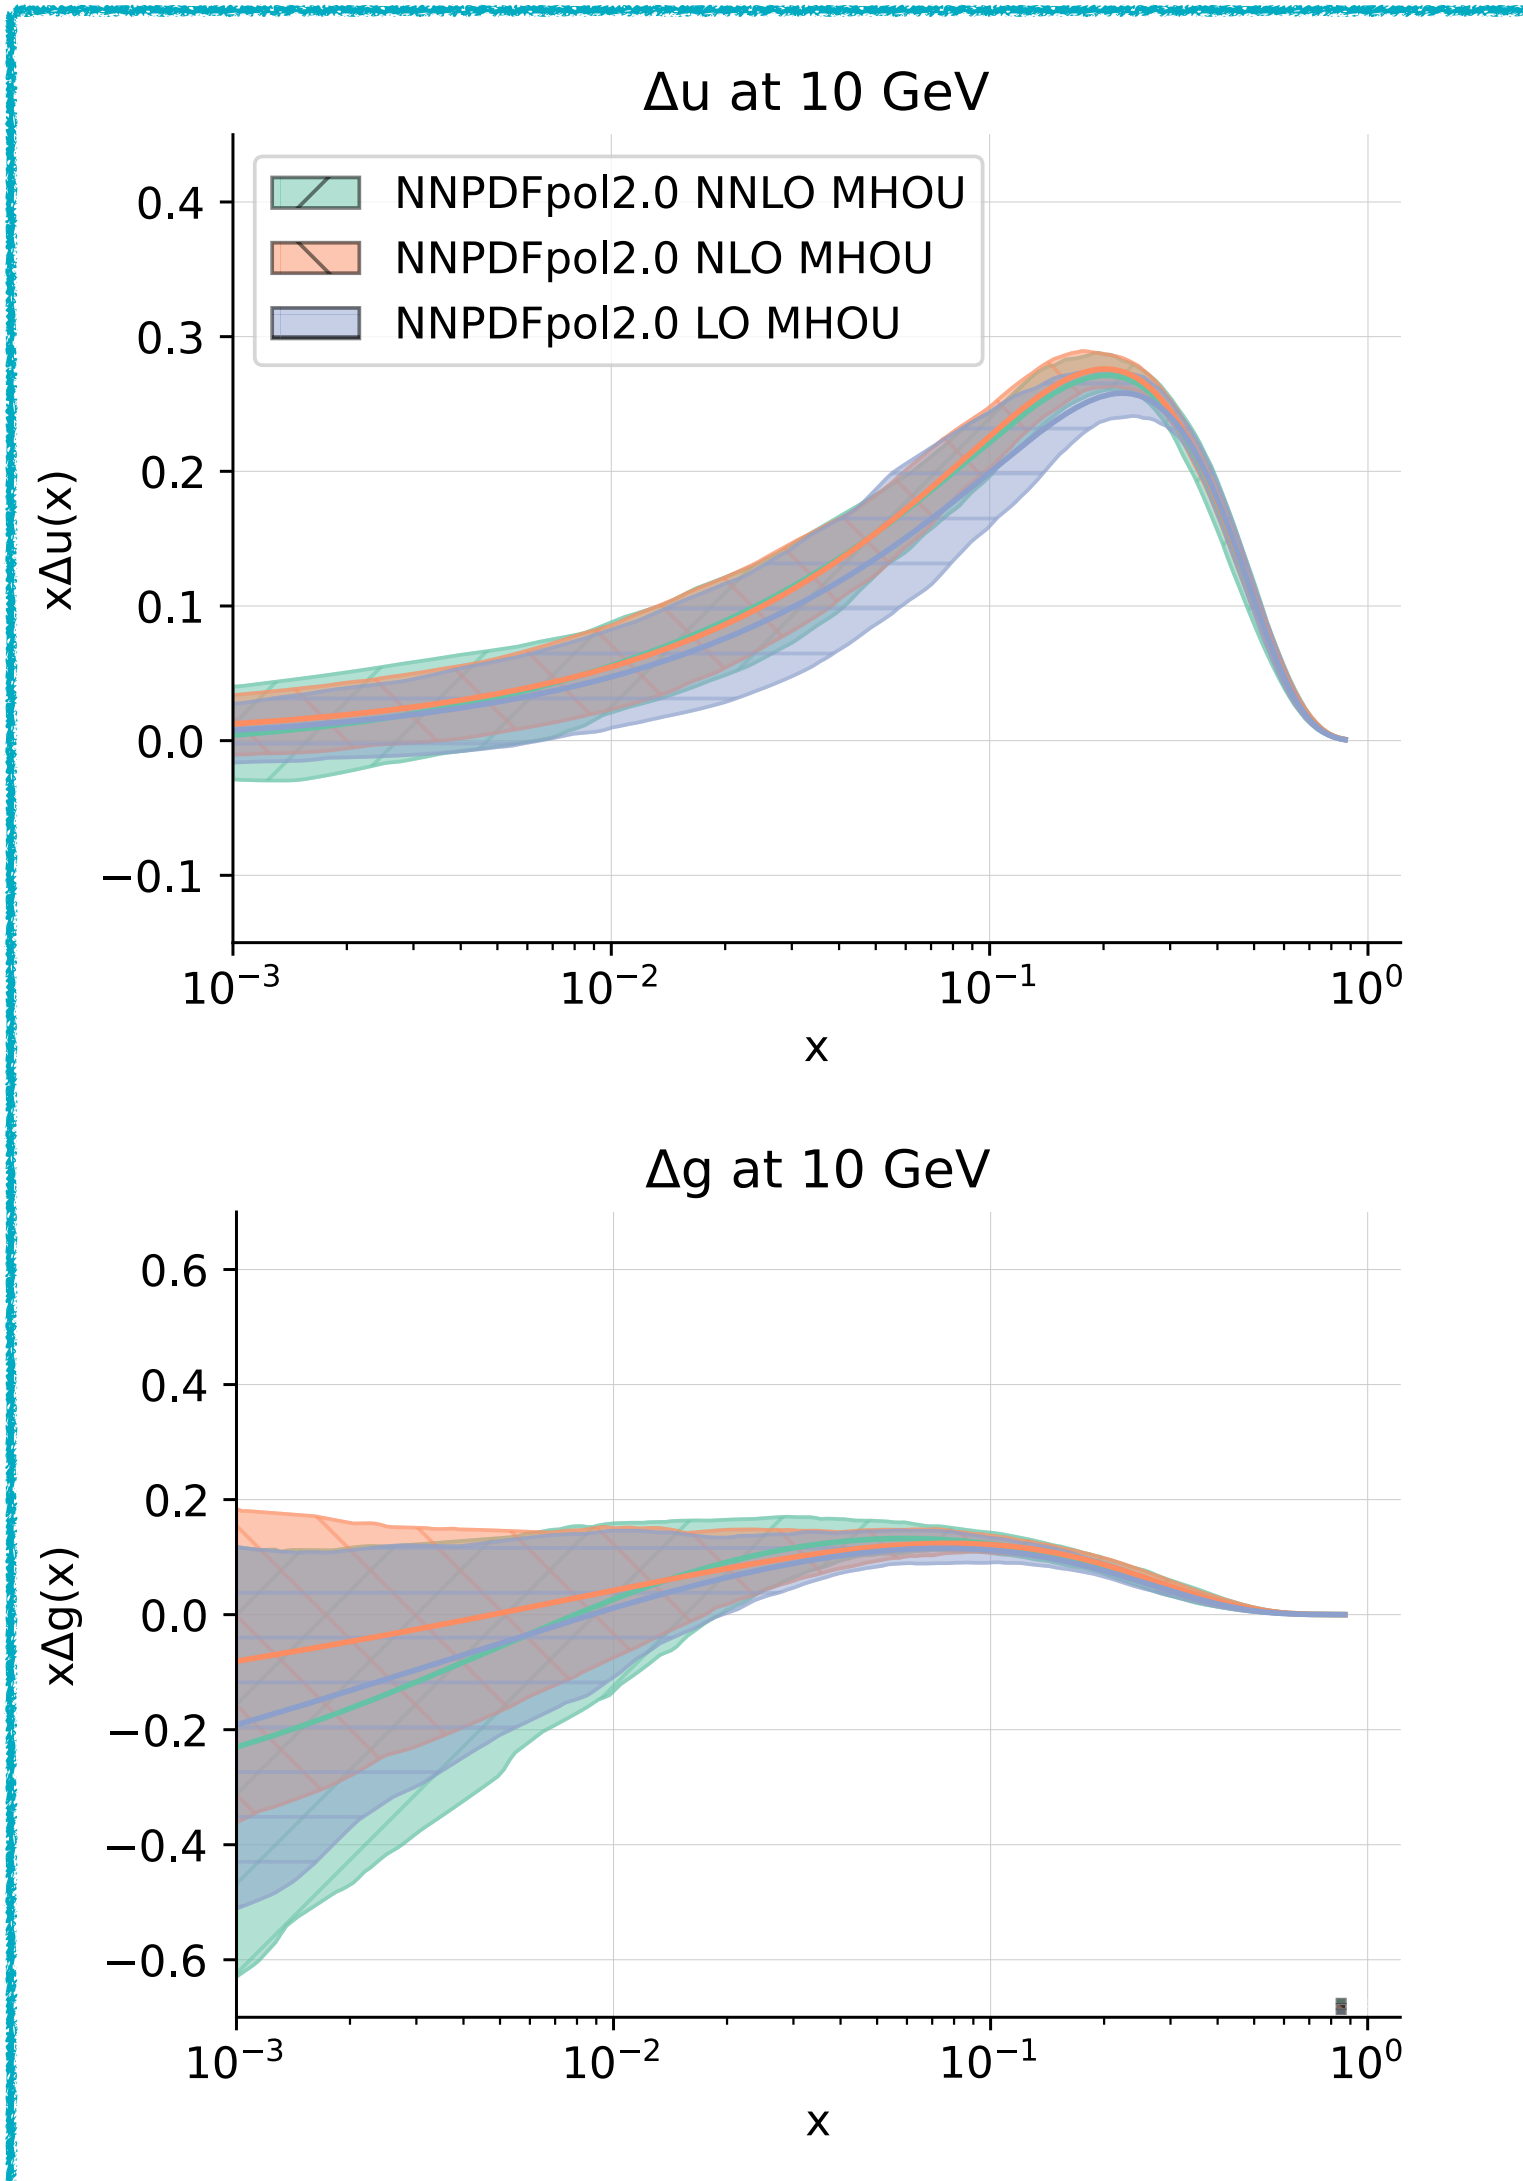 Δu at 10 GeV
NNPDFpol2.0 NNLO MHOU
NNPDFpol2.0 NLO MHOU
NNPDFpol2.0 LO MHOU
0.4
0.3
0.2
0.1
0.0
−0.1
xΔu(x)
10⁻³ 10⁻² 10⁻¹ 10⁰
x
Δg at 10 GeV
0.6
0.4
0.2
0.0
−0.2
−0.4
−0.6
xΔg(x)
10⁻³ 10⁻² 10⁻¹ 10⁰
x